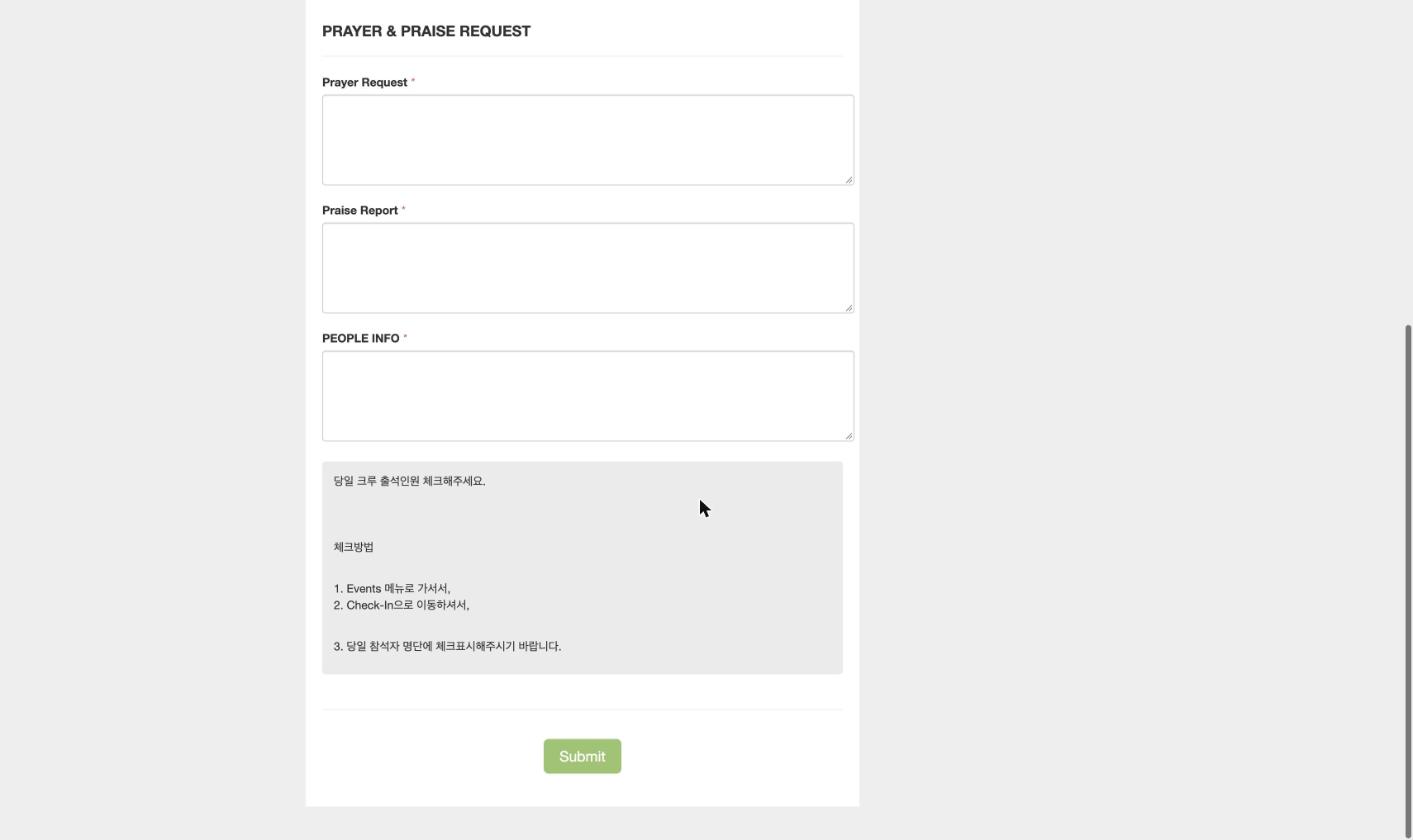 PRAYER & PRAISE REQUEST
Prayer Request *
Praise Report *
PEOPLE INFO *
당일 크루 출석인원 체크해주세요.
체크방법
1. Events 메뉴로 가서서,
2. Check-In으로 이동하셔서,
3. 당일 참석자 명단에 체크표시해주시기 바랍니다.
Submit